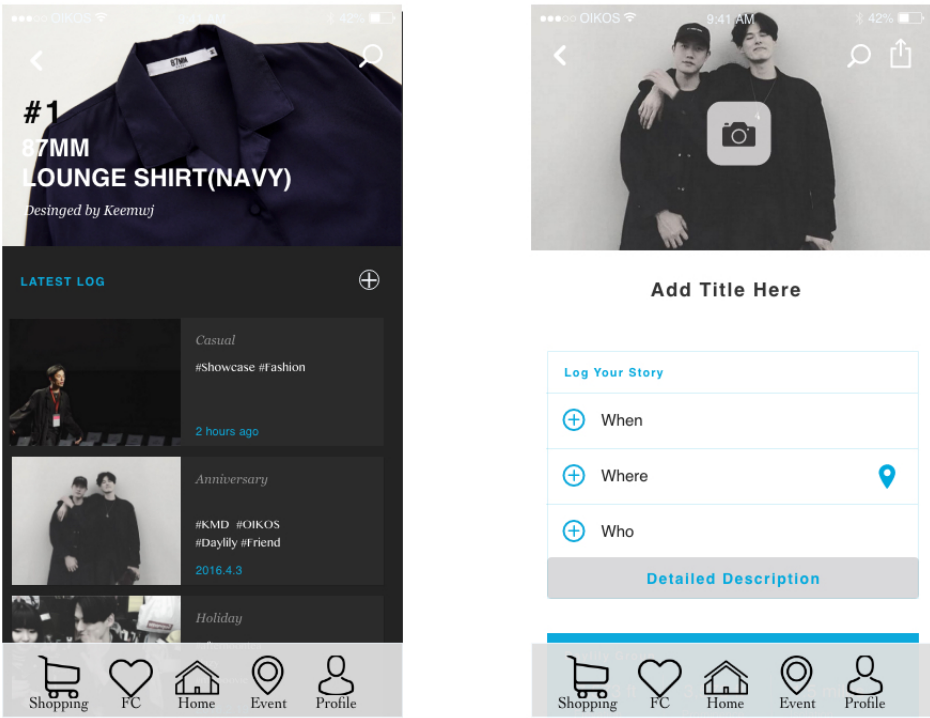 OIKOS
42%
87MM
#1
87MM
LOUNGE SHIRT(NAVY)
Desinged by Keemwj
LATEST LOG
Casual
#Showcase #Fashion
2 hours ago
Anniversary
#KMD #OIKOS
#Daylily #Friend
2016.4.3
Holiday
Shopping
FC
Home
Event
Profile
OIKOS
9:41 AM
42%
Add Title Here
Log Your Story
When
Where
Who
Detailed Description
Shopping
FC
Home
Event
Profile